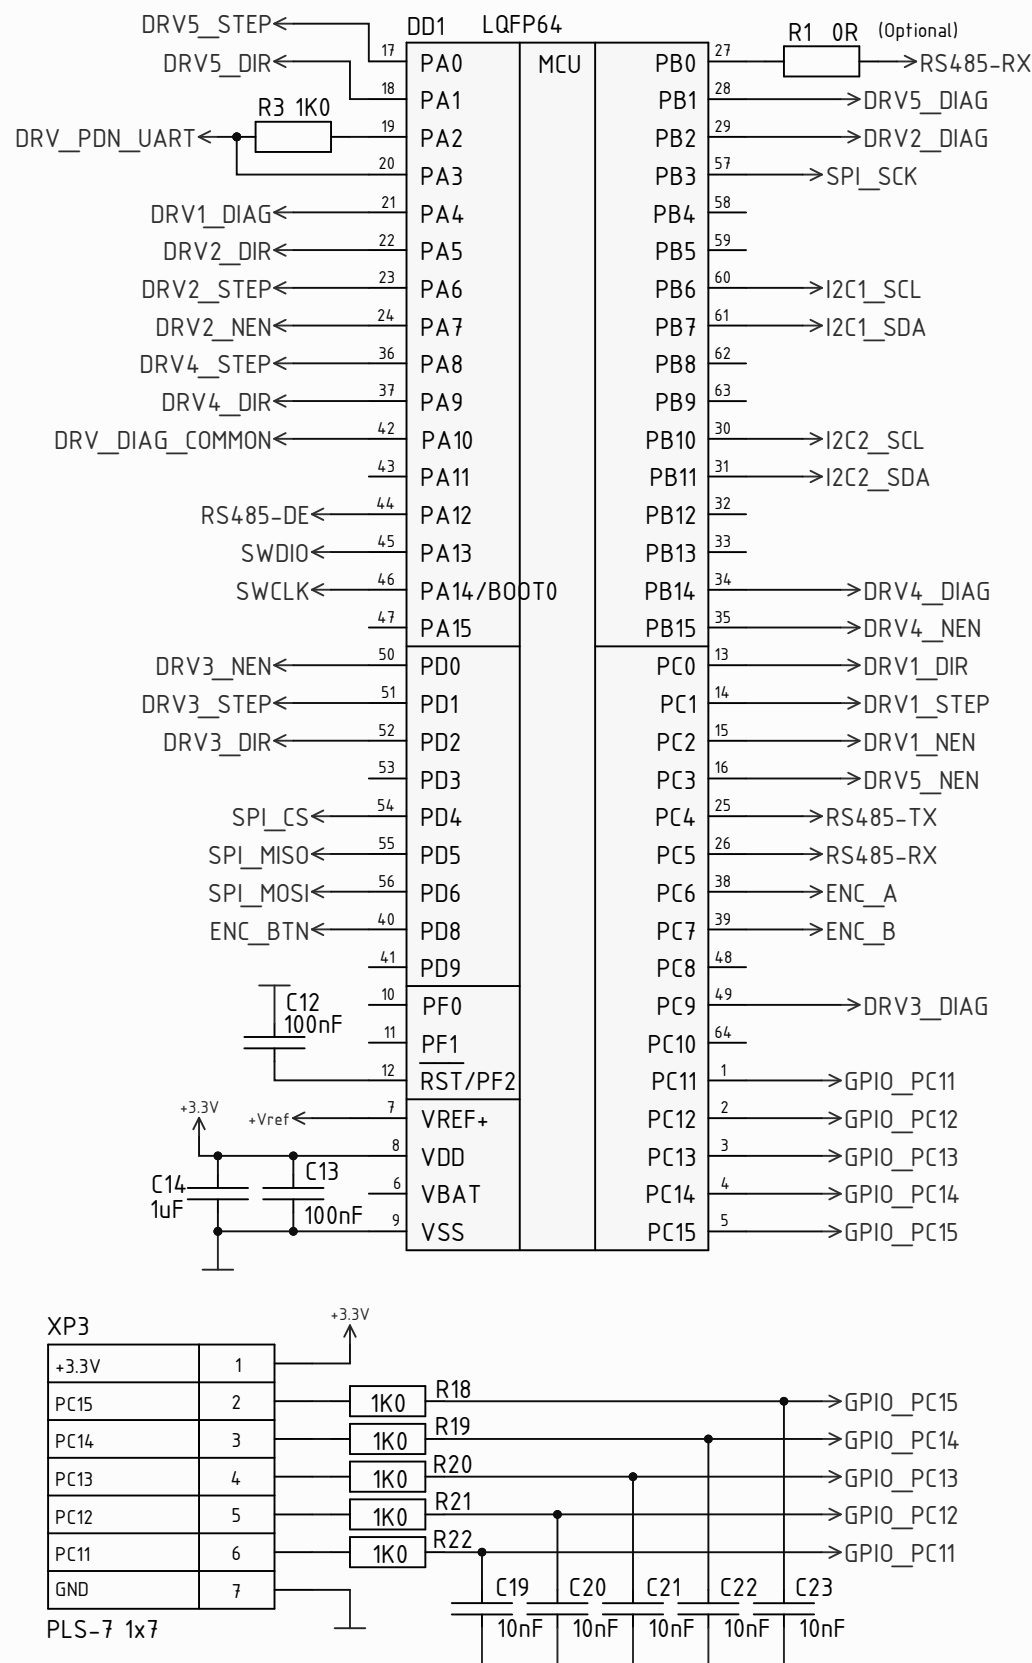 DD1 LQFP64
MCU
DRV5_STEP 17 PA0
DRV5_DIR 18 PA1
DRV_PDN_UART R3 1K0 19 PA2
20 PA3
DRV1_DIAG 21 PA4
DRV2_DIR 22 PA5
DRV2_STEP 23 PA6
DRV2_NEN 24 PA7
DRV4_STEP 36 PA8
DRV4_DIR 37 PA9
DRV_DIAG_COMMON 42 PA10
43 PA11
RS485-DE 44 PA12
SWDIO 45 PA13
SWCLK 46 PA14/BOOT0
47 PA15
DRV3_NEN 50 PD0
DRV3_STEP 51 PD1
DRV3_DIR 52 PD2
53 PD3
SPI_CS 54 PD4
SPI_MISO 55 PD5
SPI_MOSI 56 PD6
ENC_BTN 40 PD8
41 PD9
10 PF0
11 PF1
C12
100nF
12 RST/PF2
+Vref 7 VREF+
+3.3V
8 VDD
6 VBAT
9 VSS
C14
1uF
C13
100nF
PB0 27 R1 0R (Optional) RS485-RX
PB1 28 DRV5_DIAG
PB2 29 DRV2_DIAG
PB3 57 SPI_SCK
PB4 58
PB5 59
PB6 60 I2C1_SCL
PB7 61 I2C1_SDA
PB8 62
PB9 63
PB10 30 I2C2_SCL
PB11 31 I2C2_SDA
PB12 32
PB13 33
PB14 34 DRV4_DIAG
PB15 35 DRV4_NEN
PC0 13 DRV1_DIR
PC1 14 DRV1_STEP
PC2 15 DRV1_NEN
PC3 16 DRV5_NEN
PC4 25 RS485-TX
PC5 26 RS485-RX
PC6 38 ENC_A
PC7 39 ENC_B
PC8 48
PC9 49 DRV3_DIAG
PC10 64
PC11 1 GPIO_PC11
PC12 2 GPIO_PC12
PC13 3 GPIO_PC13
PC14 4 GPIO_PC14
PC15 5 GPIO_PC15
XP3
+3.3V
+3.3V 1
PC15 2 1K0 R18 GPIO_PC15
PC14 3 1K0 R19 GPIO_PC14
PC13 4 1K0 R20 GPIO_PC13
PC12 5 1K0 R21 GPIO_PC12
PC11 6 1K0 R22 GPIO_PC11
GND 7
PLS-7 1x7
C19 C20 C21 C22 C23
10nF 10nF 10nF 10nF 10nF